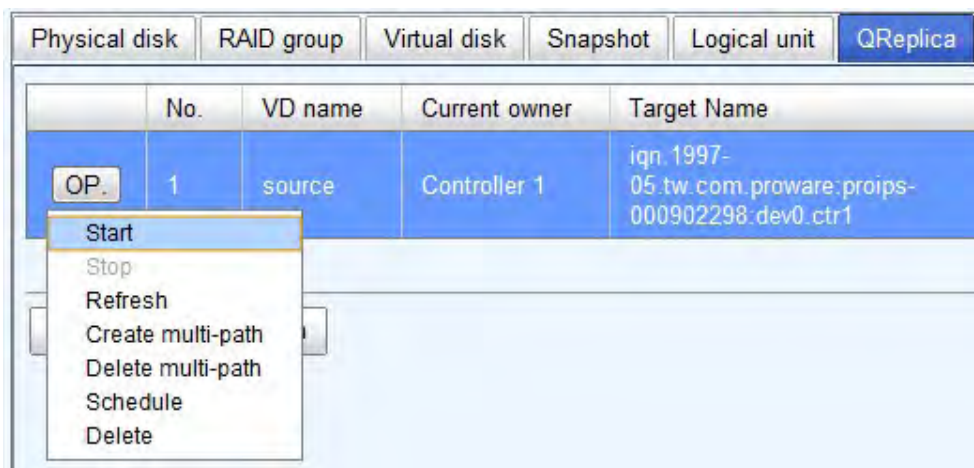 Physical disk RAID group Virtual disk Snapshot Logical unit QReplica
No. VD name Current owner Target Name
OP. 1 source Controller 1 iqn.1997-
05.tw.com.proware:proips-
000902298:dev0.ctr1
Start
Stop
Refresh
Create multi-path
Delete multi-path
Schedule
Delete